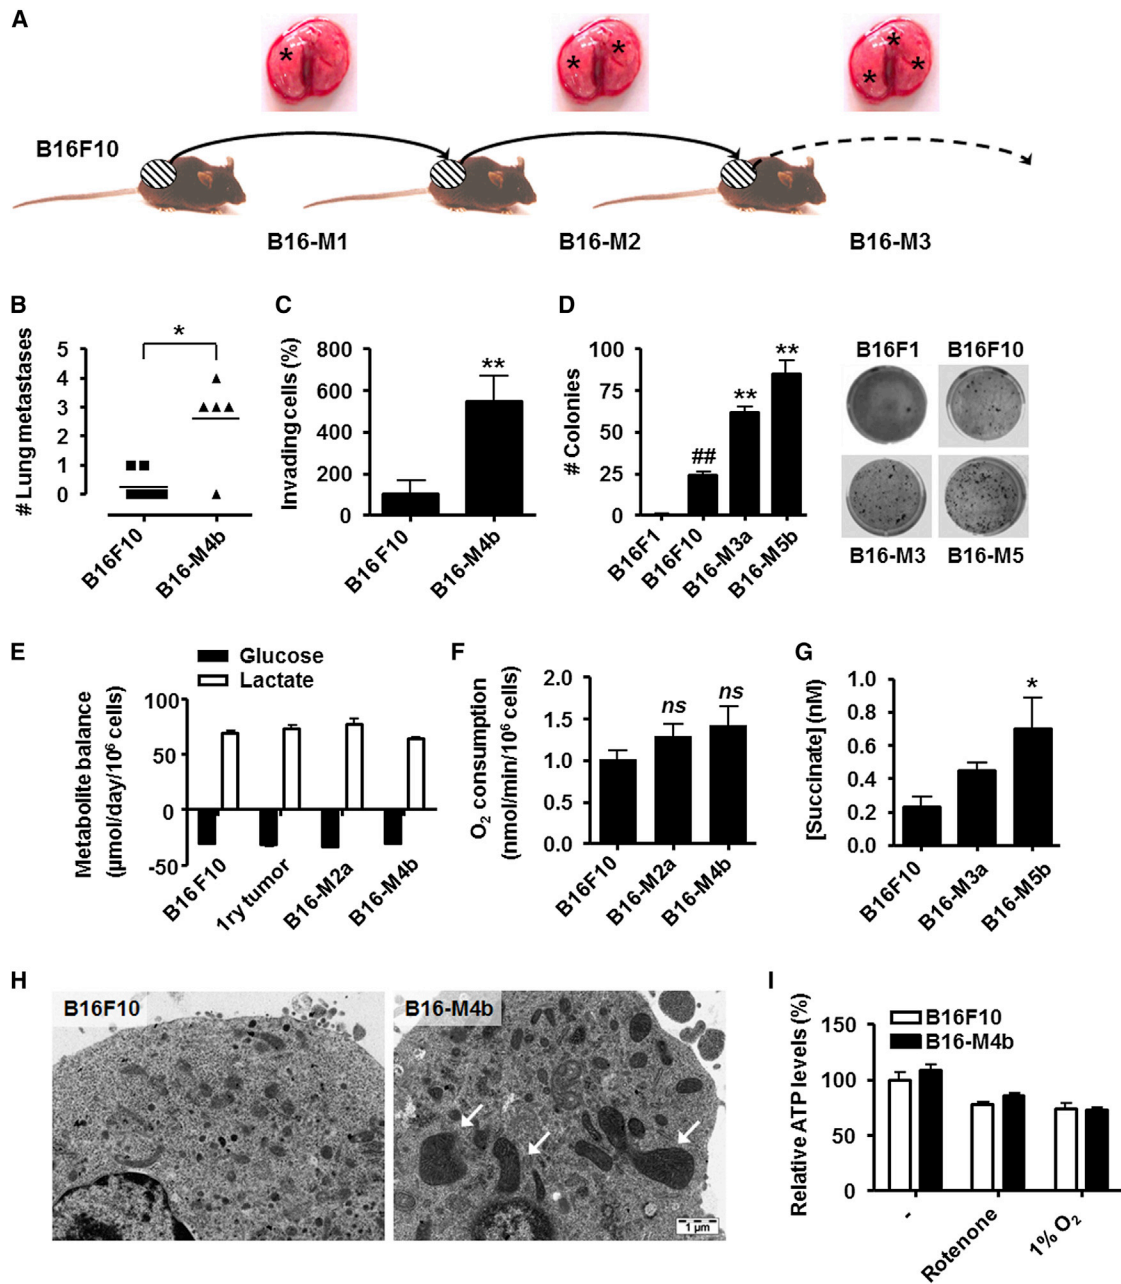 A
* * * * * *
B16F10
B16-M1 B16-M2 B16-M3
B
# Lung metastases
5
4
3
2
1
0
*
B16F10
B16-M4b
C
Invading cells (%)
800
600
400
200
0
**
B16F10
B16-M4b
D
# Colonies
100
75
50
25
0
##
**
**
B16F1
B16F10
B16-M3a
B16-M5b
B16F1 B16F10
B16-M3 B16-M5
E
Glucose
Lactate
Metabolite balance
(µmol/day/10⁶ cells)
100
50
0
-50
B16F10
1ry tumor
B16-M2a
B16-M4b
F
O₂ consumption
(nmol/min/10⁶ cells)
2.0
1.5
1.0
0.5
0.0
ns
ns
B16F10
B16-M2a
B16-M4b
G
[Succinate] (nM)
1.0
0.8
0.6
0.4
0.2
0.0
*
B16F10
B16-M3a
B16-M5b
H
B16F10
B16-M4b
1 µm
I
B16F10
B16-M4b
Relative ATP levels (%)
150
100
50
0
-
Rotenone
1% O₂